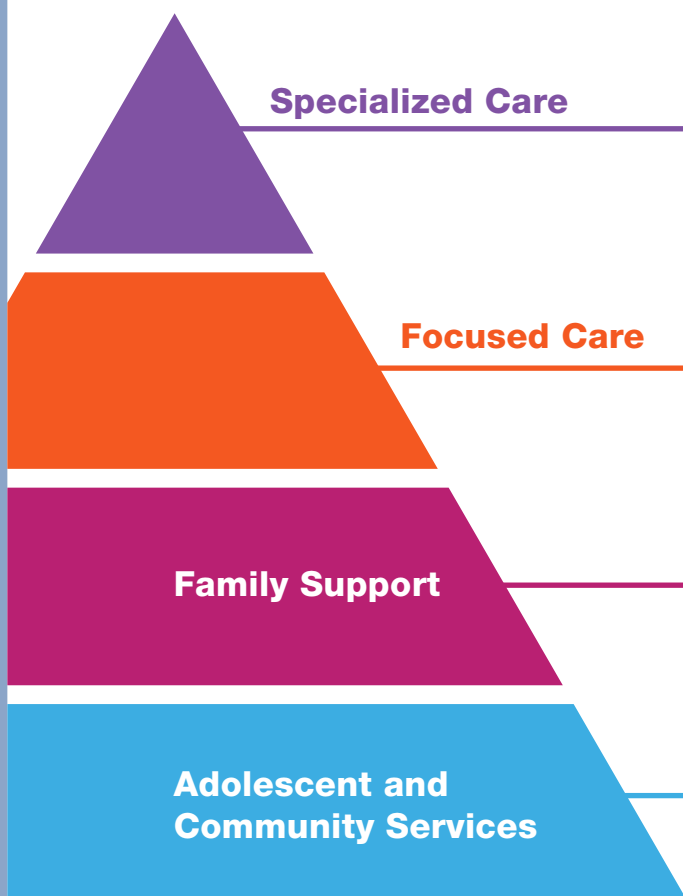 Specialized Care
Focused Care
Family Support
Adolescent and
Community Services